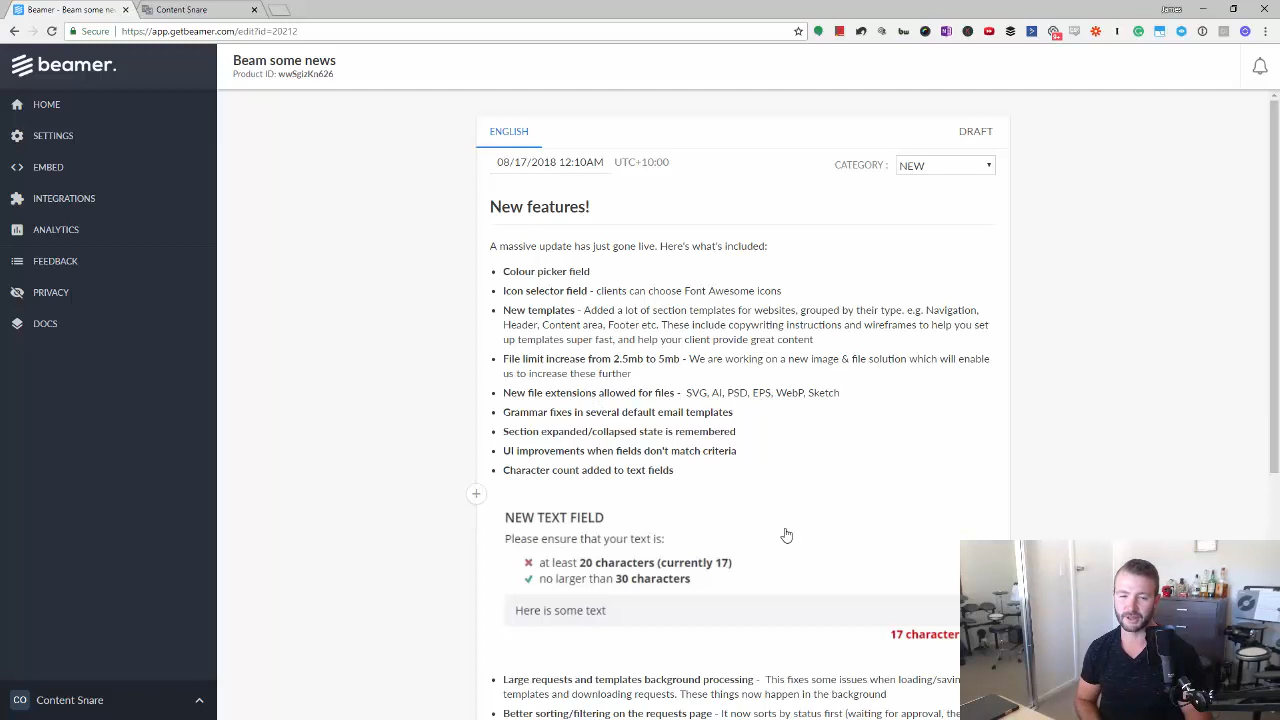 Beamer - Beam some new
Content Snare
James
Secure
https://app.getbeamer.com/edit?id=20212
beamer.
Beam some news
Product ID: wwSgizKn626
HOME
SETTINGS
EMBED
INTEGRATIONS
ANALYTICS
FEEDBACK
PRIVACY
DOCS
CO Content Snare
ENGLISH
DRAFT
08/17/2018 12:10AM UTC+10:00
CATEGORY : NEW
New features!
A massive update has just gone live. Here's what's included:
• Colour picker field
• Icon selector field - clients can choose Font Awesome icons
• New templates - Added a lot of section templates for websites, grouped by their type. e.g. Navigation,
Header, Content area, Footer etc. These include copywriting instructions and wireframes to help you set
up templates super fast, and help your client provide great content
• File limit increase from 2.5mb to 5mb - We are working on a new image & file solution which will enable
us to increase these further
• New file extensions allowed for files - SVG, AI, PSD, EPS, WebP, Sketch
• Grammar fixes in several default email templates
• Section expanded/collapsed state is remembered
• UI improvements when fields don't match criteria
• Character count added to text fields
NEW TEXT FIELD
Please ensure that your text is:
at least 20 characters (currently 17)
no larger than 30 characters
Here is some text
17 character
• Large requests and templates background processing - This fixes some issues when loading/savin
templates and downloading requests. These things now happen in the background
• Better sorting/filtering on the requests page - It now sorts by status first (waiting for approval, the